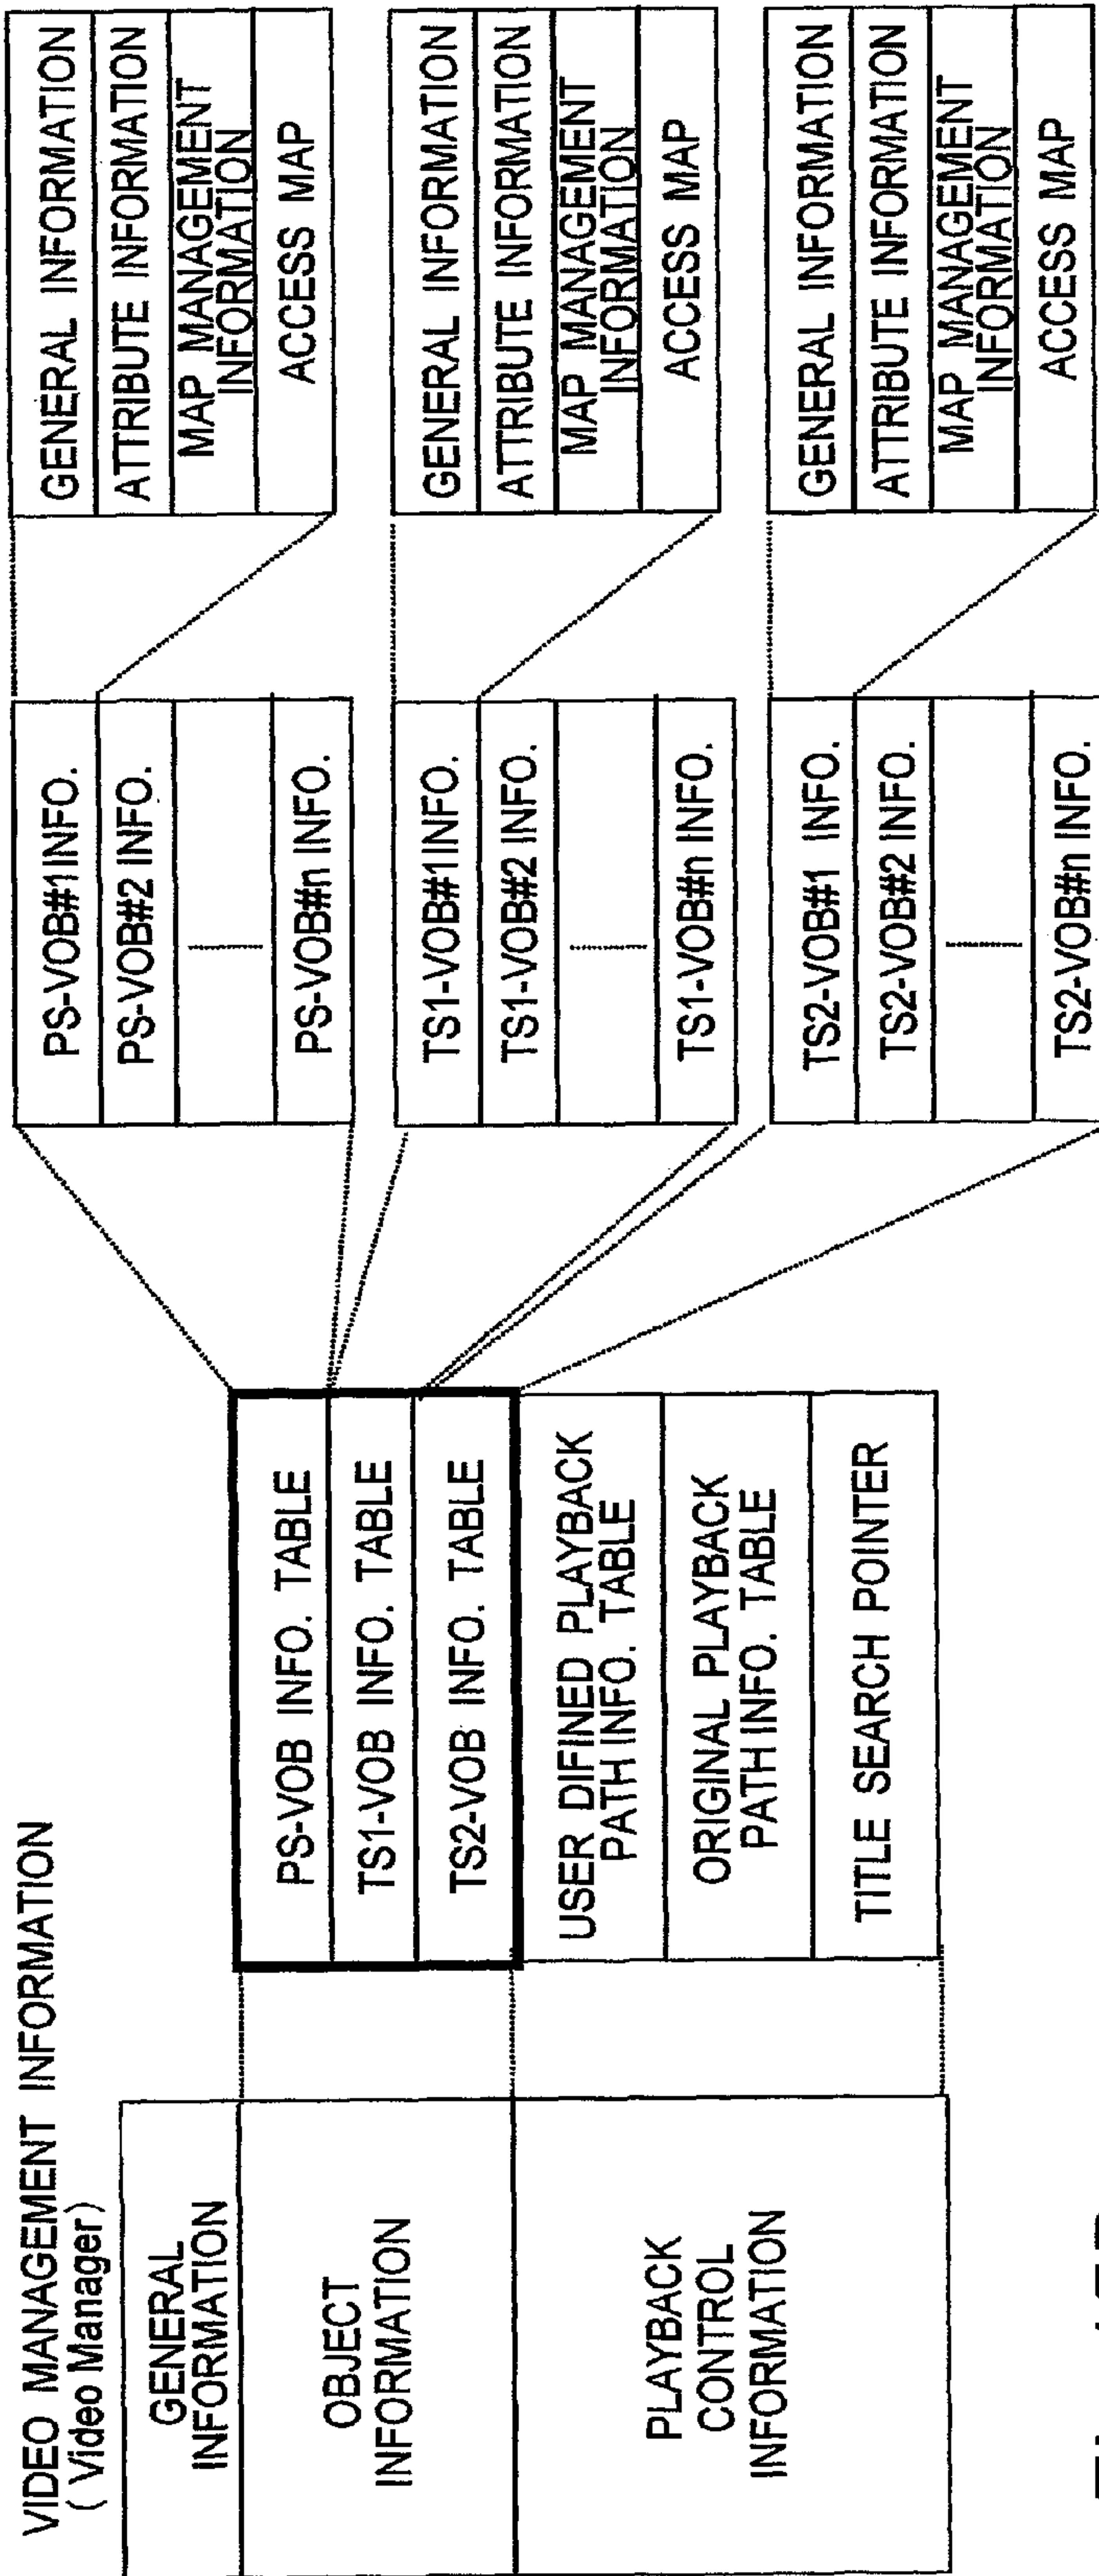 VIDEO MANAGEMENT INFORMATION
( Video Manager)
GENERAL
INFORMATION
OBJECT
INFORMATION
PLAYBACK
CONTROL
INFORMATION
PS-VOB INFO. TABLE
TS1-VOB INFO. TABLE
TS2-VOB INFO. TABLE
USER DIFINED PLAYBACK
PATH INFO. TABLE
ORIGINAL PLAYBACK
PATH INFO. TABLE
TITLE SEARCH POINTER
PS-VOB#1INFO.
PS-VOB#2 INFO.
PS-VOB#n INFO.
TS1-VOB#1INFO.
TS1-VOB#2 INFO.
TS1-VOB#n INFO.
TS2-VOB#1 INFO.
TS2-VOB#2 INFO.
TS2-VOB#n INFO.
GENERAL INFORMATION
ATTRIBUTE INFORMATION
MAP MANAGEMENT
INFORMATION
ACCESS MAP
GENERAL INFORMATION
ATTRIBUTE INFORMATION
MAP MANAGEMENT
INFORMATION
ACCESS MAP
GENERAL INFORMATION
ATTRIBUTE INFORMATION
MAP MANAGEMENT
INFORMATION
ACCESS MAP